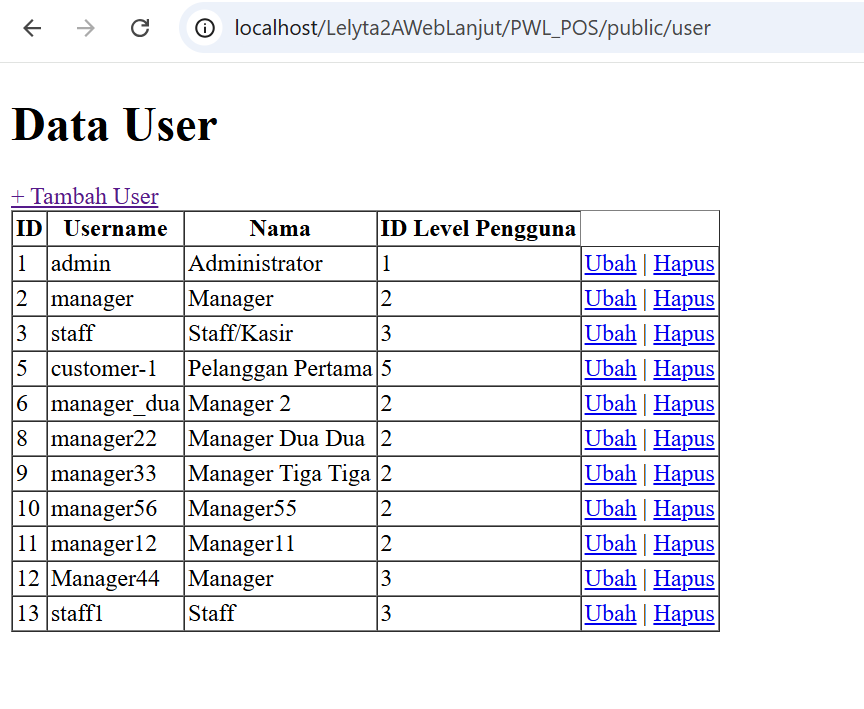 localhost/Lelyta2AWebLanjut/PWL_POS/public/user
Data User
+ Tambah User
ID Username Nama ID Level Pengguna
1 admin Administrator 1 Ubah | Hapus
2 manager Manager 2 Ubah | Hapus
3 staff Staff/Kasir 3 Ubah | Hapus
5 customer-1 Pelanggan Pertama 5 Ubah | Hapus
6 manager_dua Manager 2 2 Ubah | Hapus
8 manager22 Manager Dua Dua 2 Ubah | Hapus
9 manager33 Manager Tiga Tiga 2 Ubah | Hapus
10 manager56 Manager55 2 Ubah | Hapus
11 manager12 Manager11 2 Ubah | Hapus
12 Manager44 Manager 3 Ubah | Hapus
13 staff1 Staff 3 Ubah | Hapus